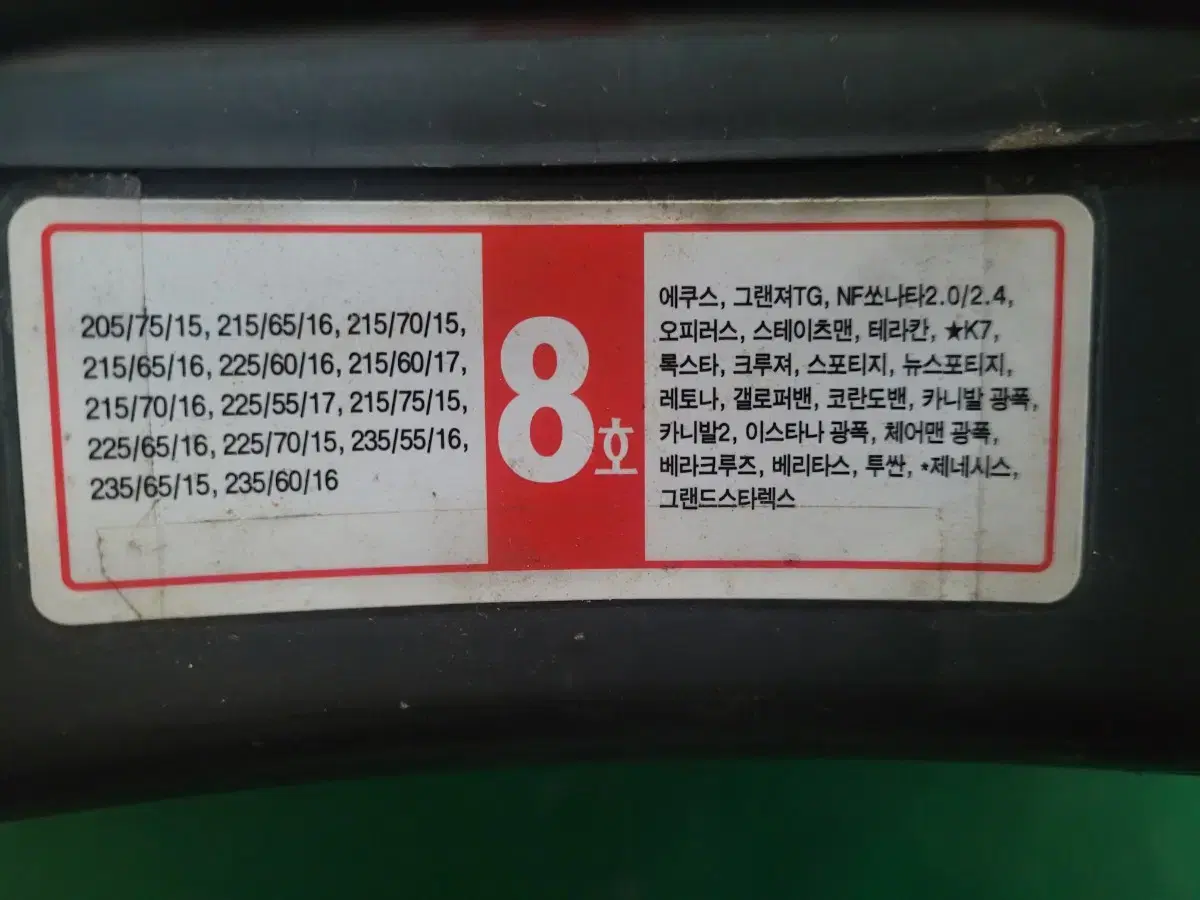 205/75/15, 215/65/16, 215/70/15,
215/65/16, 225/60/16, 215/60/17,
215/70/16, 225/55/17, 215/75/15,
225/65/16, 225/70/15, 235/55/16,
235/65/15, 235/60/16
8호
에쿠스, 그랜져TG, NF쏘나타2.0/2.4,
오피러스, 스테이츠맨, 테라칸, ★K7,
록스타, 크루져, 스포티지, 뉴스포티지,
레토나, 갤로퍼밴, 코란도밴, 카니발 광폭,
카니발2, 이스타나 광폭, 체어맨 광폭,
베라크루즈, 베리타스, 투싼, *제네시스,
그랜드스타렉스